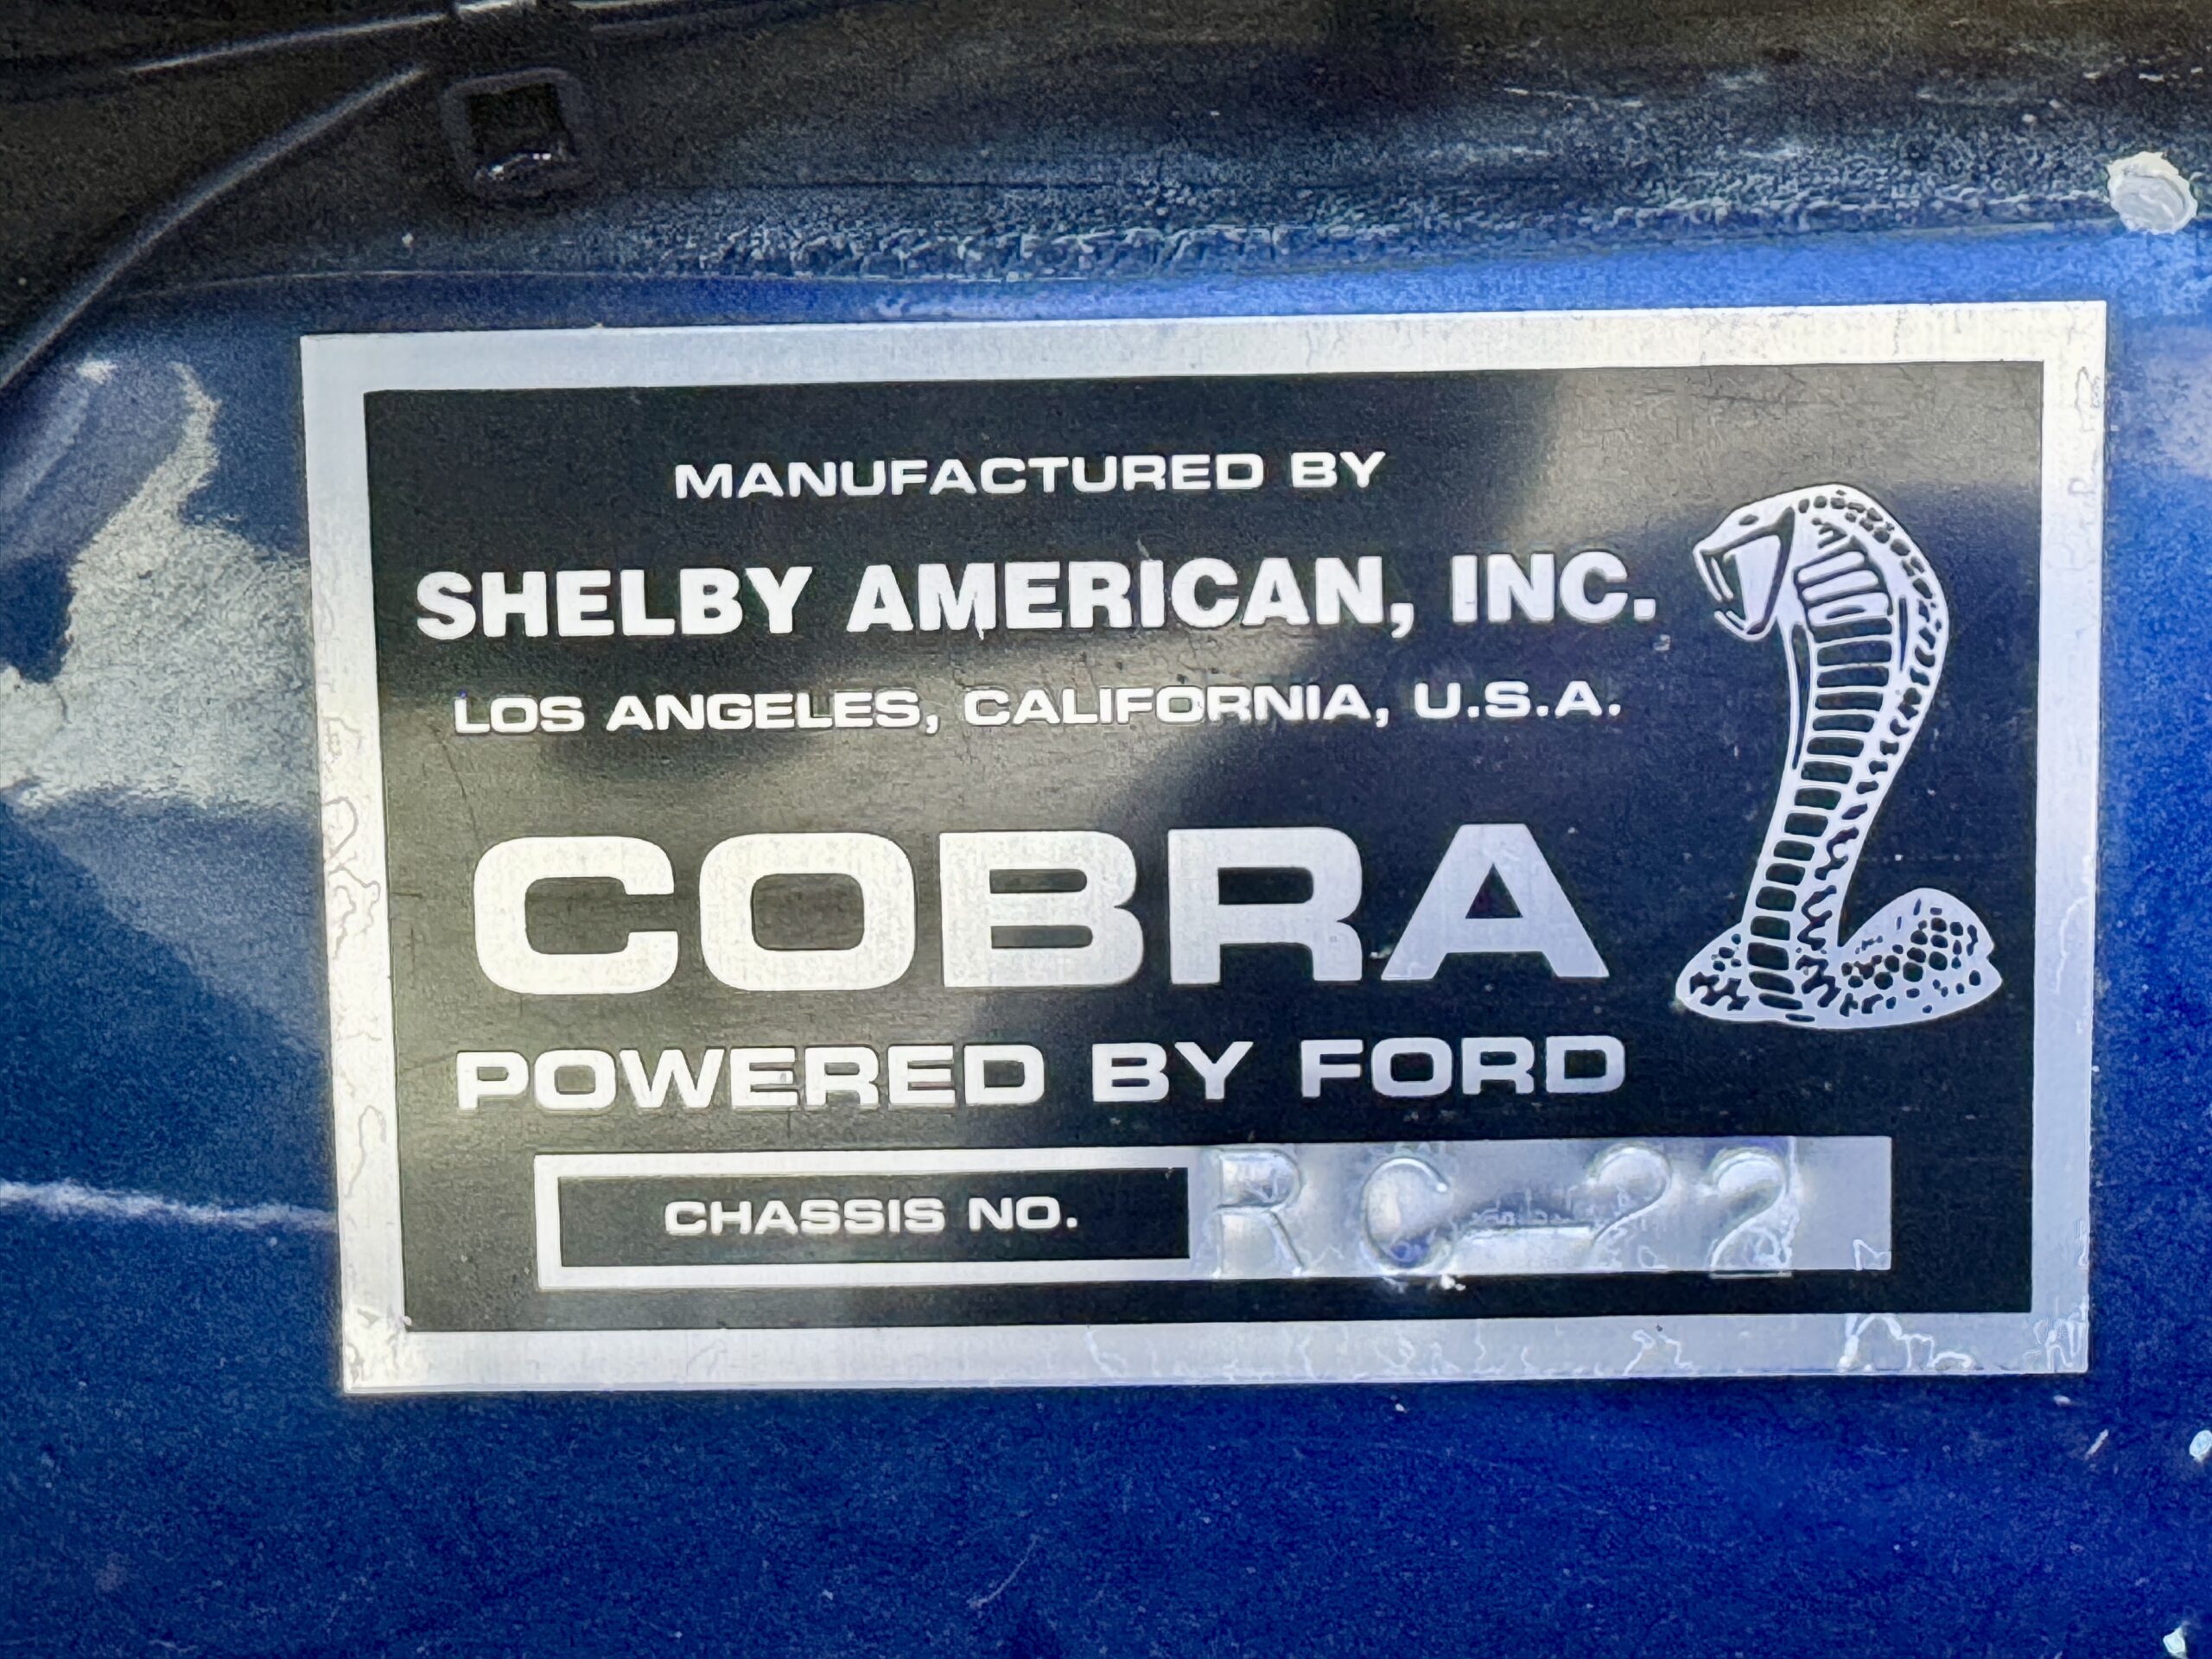 MANUFACTURED BY
SHELBY AMERICAN, INC.
LOS ANGELES, CALIFORNIA, U.S.A.
COBRA
POWERED BY FORD
CHASSIS NO. RC-22